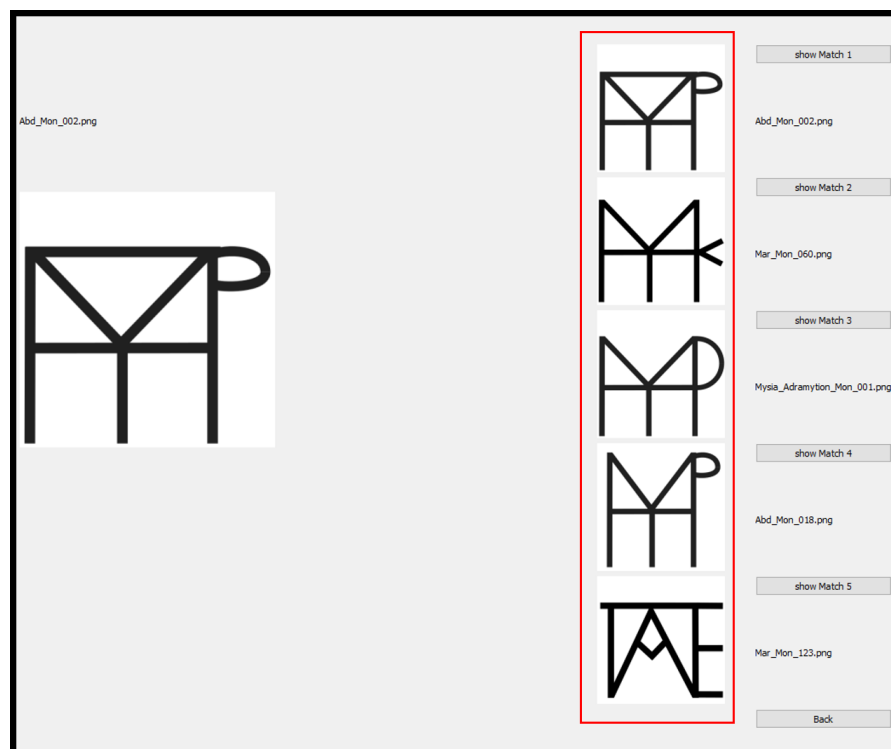 show Match 1
Abd_Mon_002.png
Abd_Mon_002.png
show Match 2
Mar_Mon_060.png
show Match 3
Mysia_Adramytion_Mon_001.png
show Match 4
Abd_Mon_018.png
show Match 5
Mar_Mon_123.png
Back